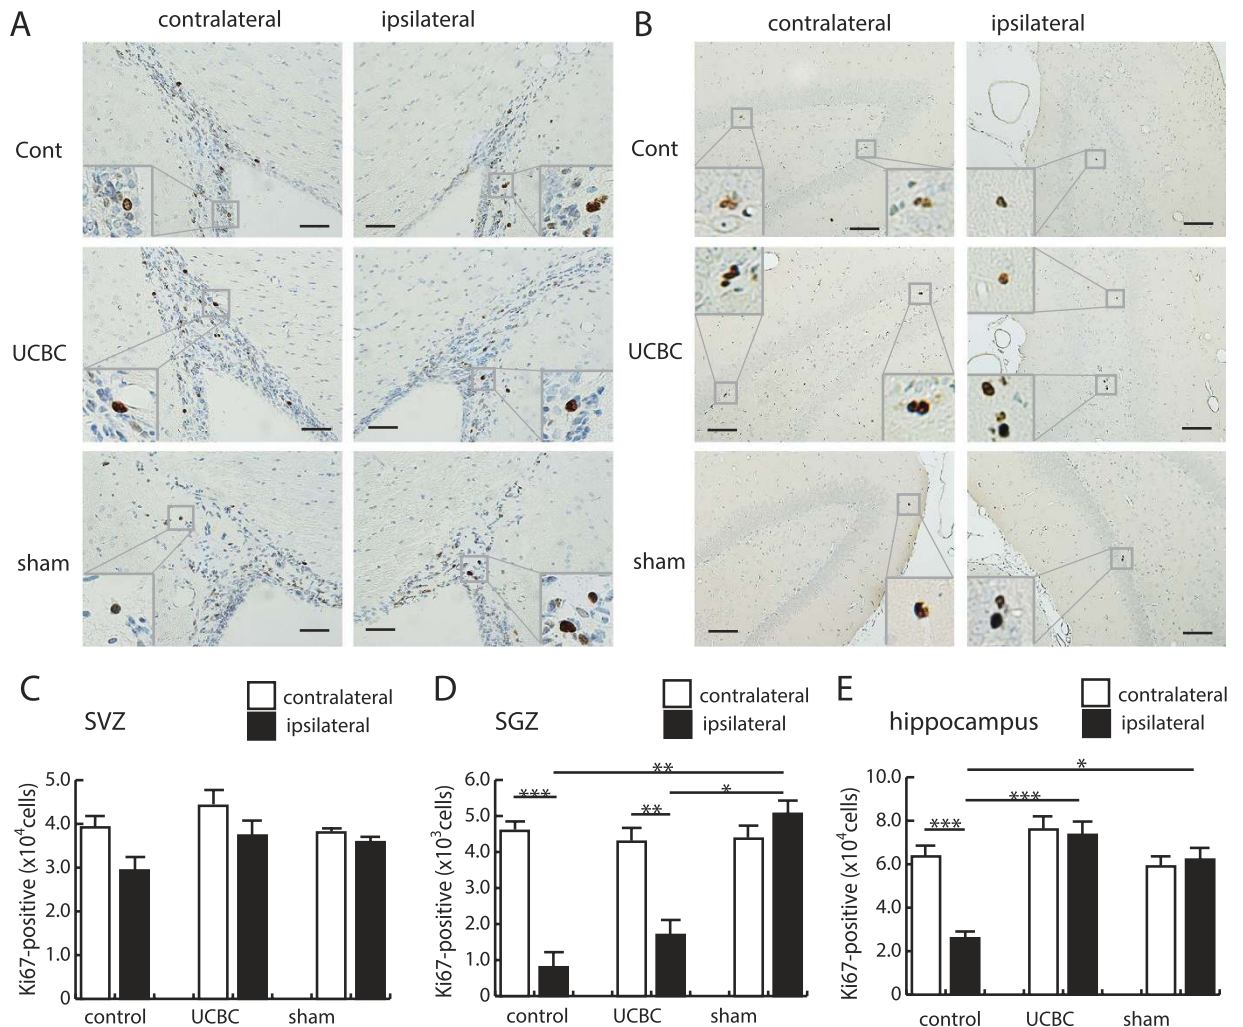 A
contralateral
ipsilateral
B
contralateral
ipsilateral
Cont
Cont
UCBC
UCBC
sham
sham
C
SVZ
contralateral
ipsilateral
Ki67-positive (x10⁴cells)
5.0
4.0
3.0
2.0
1.0
0
control
UCBC
sham
D
SGZ
contralateral
ipsilateral
Ki67-positive (x10³cells)
6.0
5.0
4.0
3.0
2.0
1.0
0
***
**
**
*
control
UCBC
sham
E
hippocampus
contralateral
ipsilateral
Ki67-positive (x10⁴cells)
10.0
8.0
6.0
4.0
2.0
0
***
***
*
control
UCBC
sham